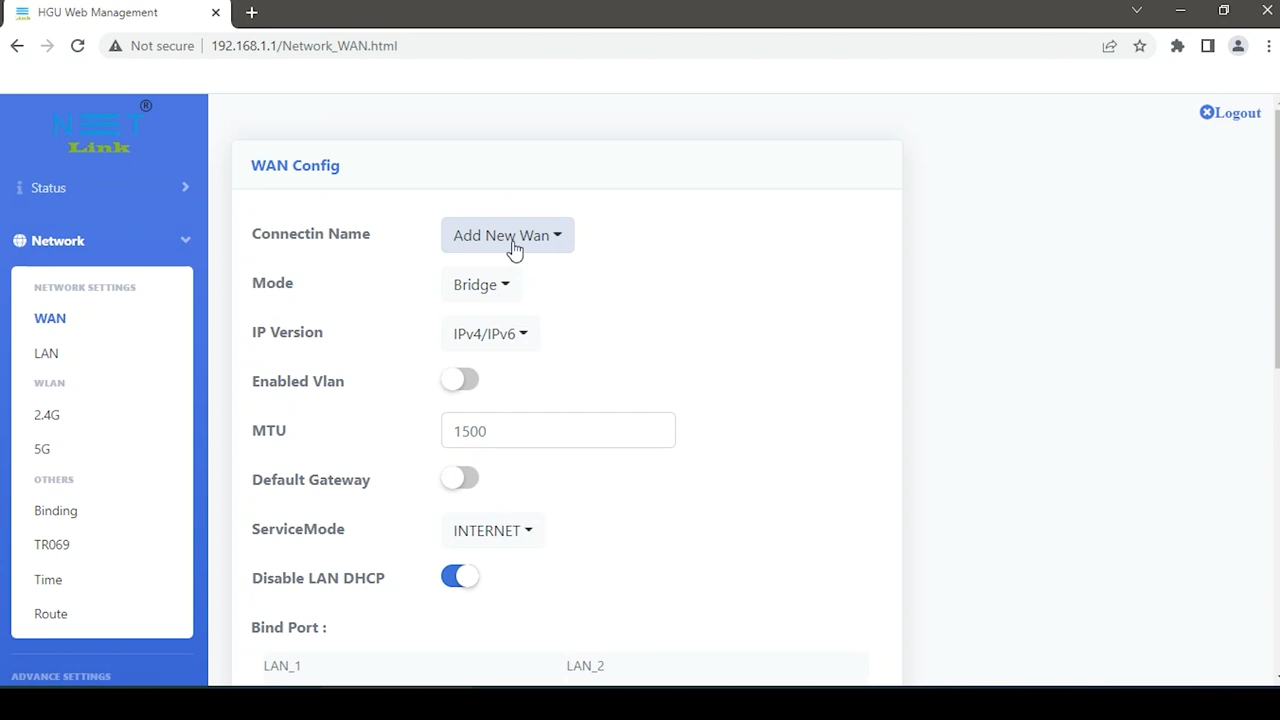 HGU Web Management
Not secure
192.168.1.1/Network_WAN.html
NEET
Link
®
Logout
Status
Network
NETWORK SETTINGS
WAN
LAN
WLAN
2.4G
5G
OTHERS
Binding
TR069
Time
Route
ADVANCE SETTINGS
WAN Config
Connectin Name
Add New Wan
Mode
Bridge
IP Version
IPv4/IPv6
Enabled Vlan
MTU
1500
Default Gateway
ServiceMode
INTERNET
Disable LAN DHCP
Bind Port :
LAN_1
LAN_2